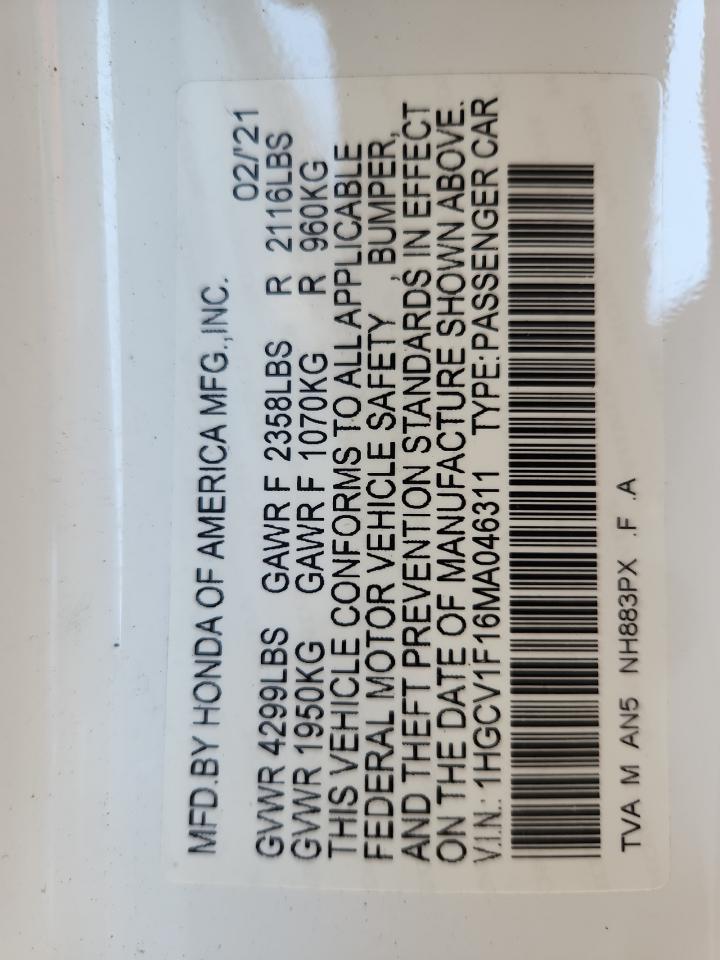 MFD.BY HONDA OF AMERICA MFG.,INC.
02/'21
GVWR 4299LBS GAWR F 2358LBS R 2116LBS
GVWR 1950KG GAWR F 1070KG R 960KG
THIS VEHICLE CONFORMS TO ALL APPLICABLE
FEDERAL MOTOR VEHICLE SAFETY , BUMPER,
AND THEFT PREVENTION STANDARDS IN EFFECT
ON THE DATE OF MANUFACTURE SHOWN ABOVE.
V.I.N.: 1HGCV1F16MA046311 TYPE:PASSENGER CAR
TVA M AN5 NH883PX .F .A